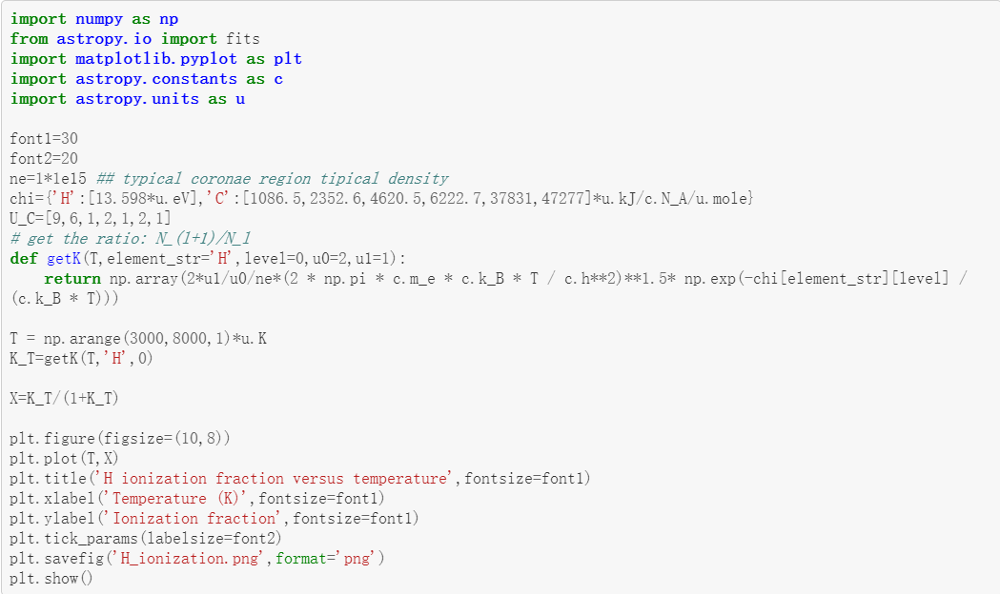 import numpy as np
from astropy.io import fits
import matplotlib.pyplot as plt
import astropy.constants as c
import astropy.units as u

font1=30
font2=20
ne=1*1e15 ## typical coronae region tipical density
chi={'H':[13.598*u.eV],'C':[1086.5,2352.6,4620.5,6222.7,37831,47277]*u.kJ/c.N_A/u.mole}
U_C=[9,6,1,2,1,2,1]
# get the ratio: N_(l+1)/N_l
def getK(T,element_str='H',level=0,u0=2,u1=1):
    return np.array(2*u1/u0/ne*(2 * np.pi * c.m_e * c.k_B * T / c.h**2)**1.5* np.exp(-chi[element_str][level] /
(c.k_B * T)))

T = np.arange(3000,8000,1)*u.K
K_T=getK(T,'H',0)

X=K_T/(1+K_T)

plt.figure(figsize=(10,8))
plt.plot(T,X)
plt.title('H ionization fraction versus temperature',fontsize=font1)
plt.xlabel('Temperature (K)',fontsize=font1)
plt.ylabel('Ionization fraction',fontsize=font1)
plt.tick_params(labelsize=font2)
plt.savefig('H_ionization.png',format='png')
plt.show()